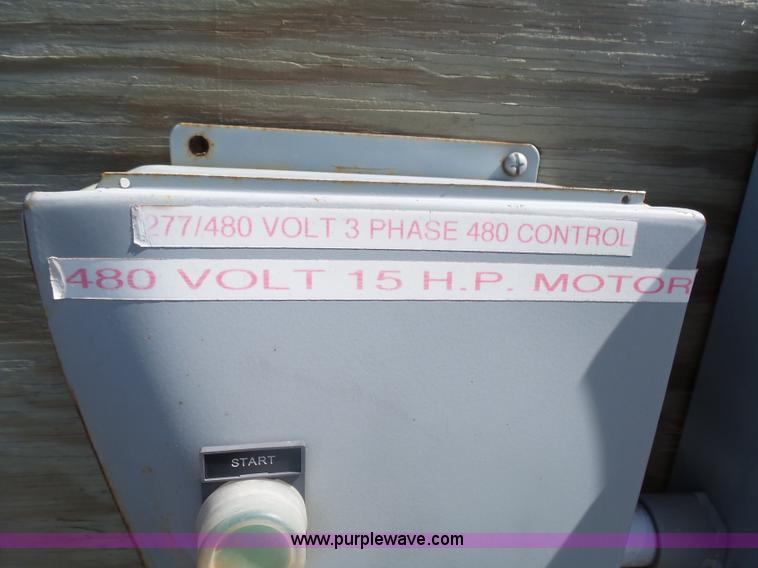 277/480 VOLT 3 PHASE 480 CONTROL
480 VOLT 15 H.P. MOTOR
START
www.purplewave.com